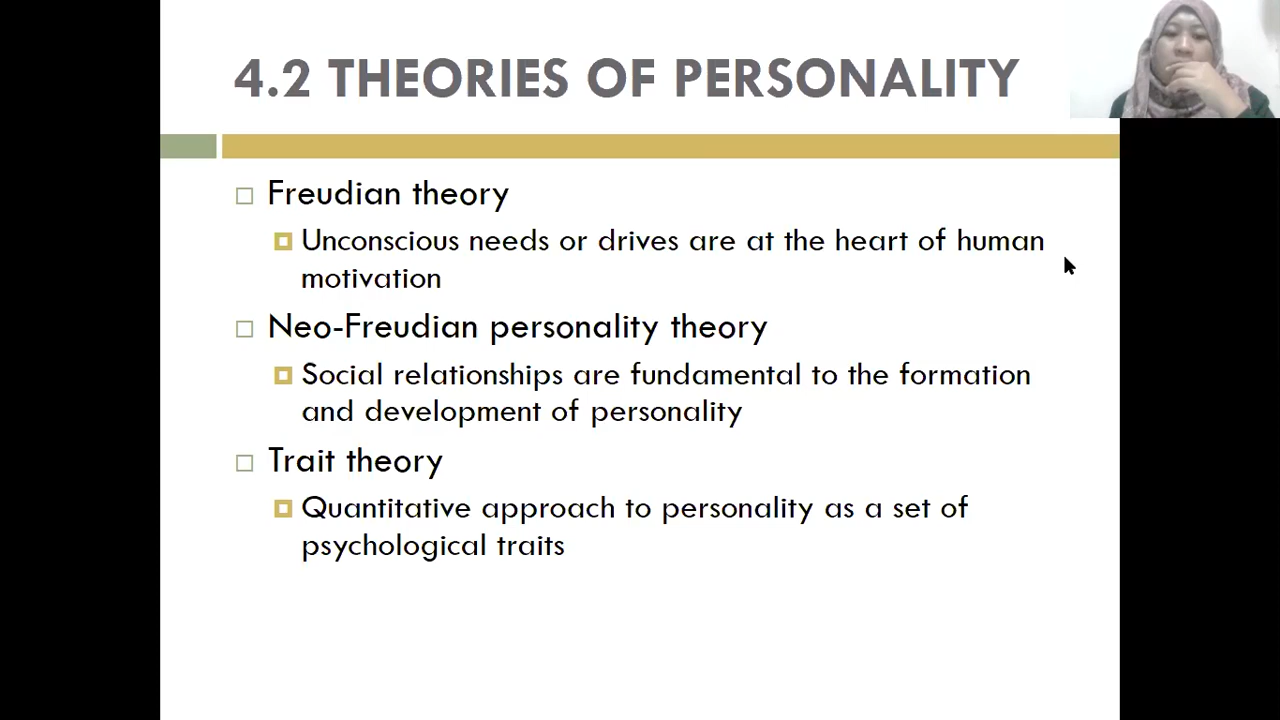 4.2 THEORIES OF PERSONALITY
Freudian theory
Unconscious needs or drives are at the heart of human
motivation
Neo-Freudian personality theory
Social relationships are fundamental to the formation
and development of personality
Trait theory
Quantitative approach to personality as a set of
psychological traits